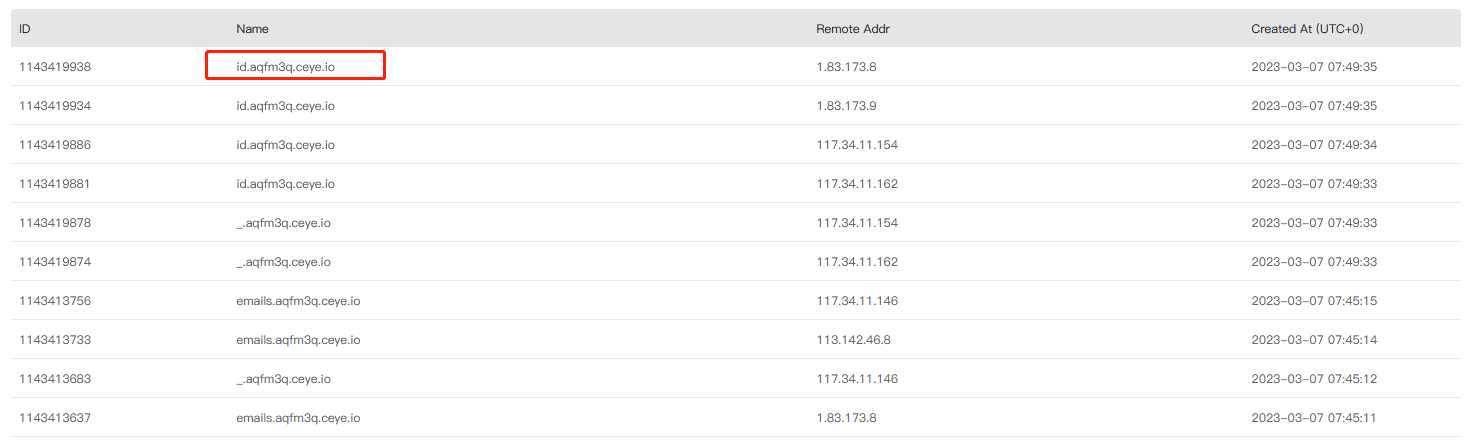 ID Name Remote Addr Created At (UTC+0)
1143419938 id.aqfm3q.ceye.io 1.83.173.8 2023-03-07 07:49:35
1143419934 id.aqfm3q.ceye.io 1.83.173.9 2023-03-07 07:49:35
1143419886 id.aqfm3q.ceye.io 117.34.11.154 2023-03-07 07:49:34
1143419881 id.aqfm3q.ceye.io 117.34.11.162 2023-03-07 07:49:33
1143419878 _.aqfm3q.ceye.io 117.34.11.154 2023-03-07 07:49:33
1143419874 _.aqfm3q.ceye.io 117.34.11.162 2023-03-07 07:49:33
1143413756 emails.aqfm3q.ceye.io 117.34.11.146 2023-03-07 07:45:15
1143413733 emails.aqfm3q.ceye.io 113.142.46.8 2023-03-07 07:45:14
1143413683 _.aqfm3q.ceye.io 117.34.11.146 2023-03-07 07:45:12
1143413637 emails.aqfm3q.ceye.io 1.83.173.8 2023-03-07 07:45:11